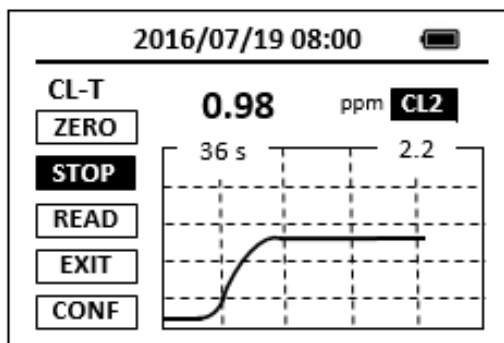 2016/07/19 08:00
CL-T
0.98 ppm CL2
ZERO
36 s 2.2
STOP
READ
EXIT
CONF